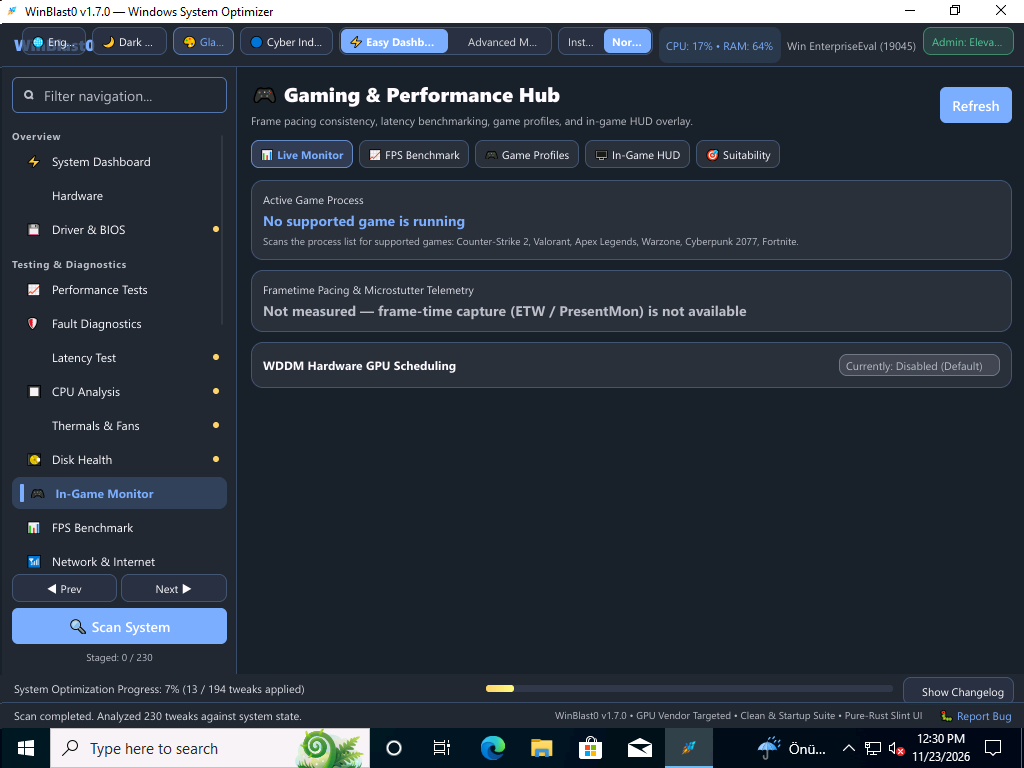 WinBlast0 v1.7.0 — Windows System Optimizer
WinBlast0
Eng...
Dark ...
Gla...
Cyber Ind...
Easy Dashb...
Advanced M...
Inst...
Nor...
CPU: 17% • RAM: 64%
Win EnterpriseEval (19045)
Admin: Eleva...
Filter navigation...
Overview
System Dashboard
Hardware
Driver & BIOS
Testing & Diagnostics
Performance Tests
Fault Diagnostics
Latency Test
CPU Analysis
Thermals & Fans
Disk Health
In-Game Monitor
FPS Benchmark
Network & Internet
◀ Prev
Next ▶
Scan System
Staged: 0 / 230
Gaming & Performance Hub
Frame pacing consistency, latency benchmarking, game profiles, and in-game HUD overlay.
Refresh
Live Monitor
FPS Benchmark
Game Profiles
In-Game HUD
Suitability
Active Game Process
No supported game is running
Scans the process list for supported games: Counter-Strike 2, Valorant, Apex Legends, Warzone, Cyberpunk 2077, Fortnite.
Frametime Pacing & Microstutter Telemetry
Not measured — frame-time capture (ETW / PresentMon) is not available
WDDM Hardware GPU Scheduling
Currently: Disabled (Default)
System Optimization Progress: 7% (13 / 194 tweaks applied)
Show Changelog
Scan completed. Analyzed 230 tweaks against system state.
WinBlast0 v1.7.0 • GPU Vendor Targeted • Clean & Startup Suite • Pure-Rust Slint UI
Report Bug
Type here to search
Önü...
12:30 PM
11/23/2026